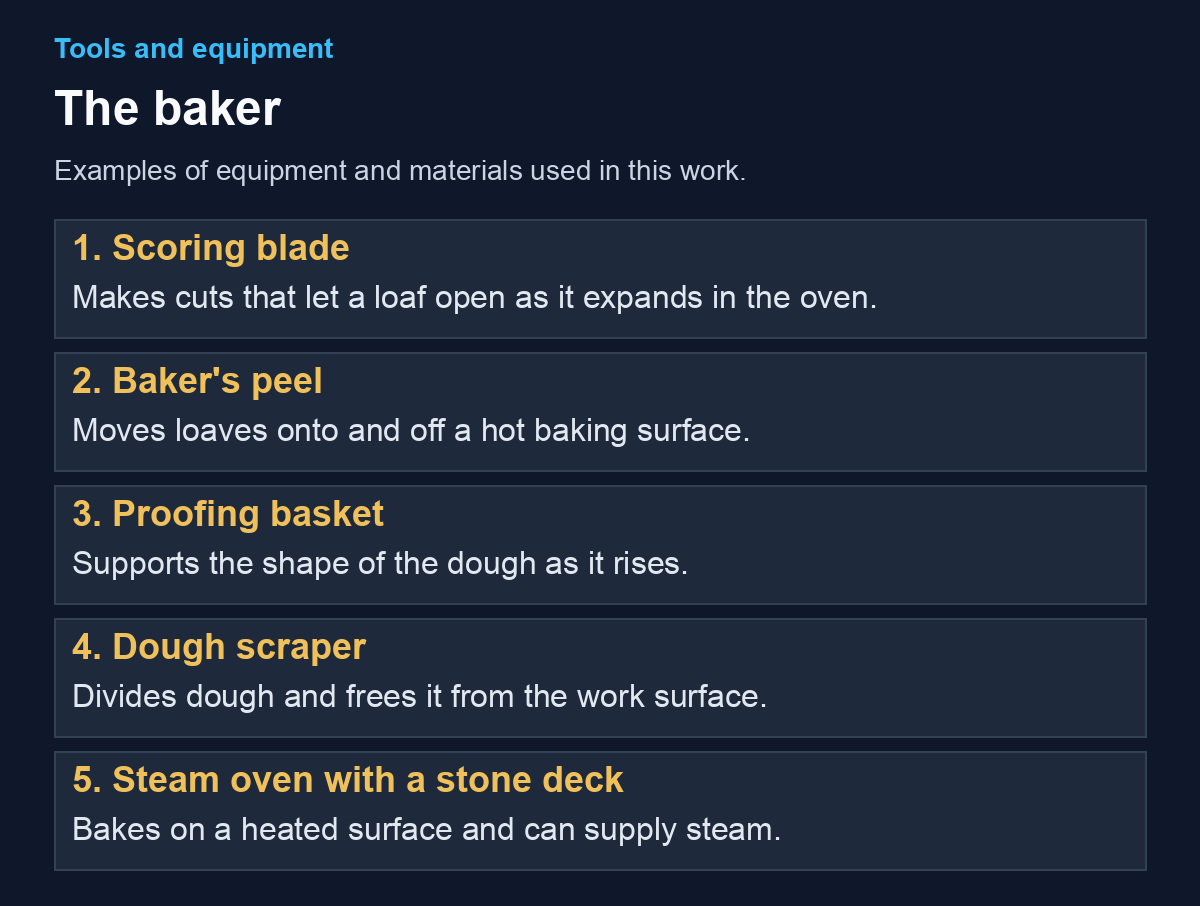 Tools and equipment
The baker
Examples of equipment and materials used in this work.
1. Scoring blade
Makes cuts that let a loaf open as it expands in the oven.
2. Baker's peel
Moves loaves onto and off a hot baking surface.
3. Proofing basket
Supports the shape of the dough as it rises.
4. Dough scraper
Divides dough and frees it from the work surface.
5. Steam oven with a stone deck
Bakes on a heated surface and can supply steam.